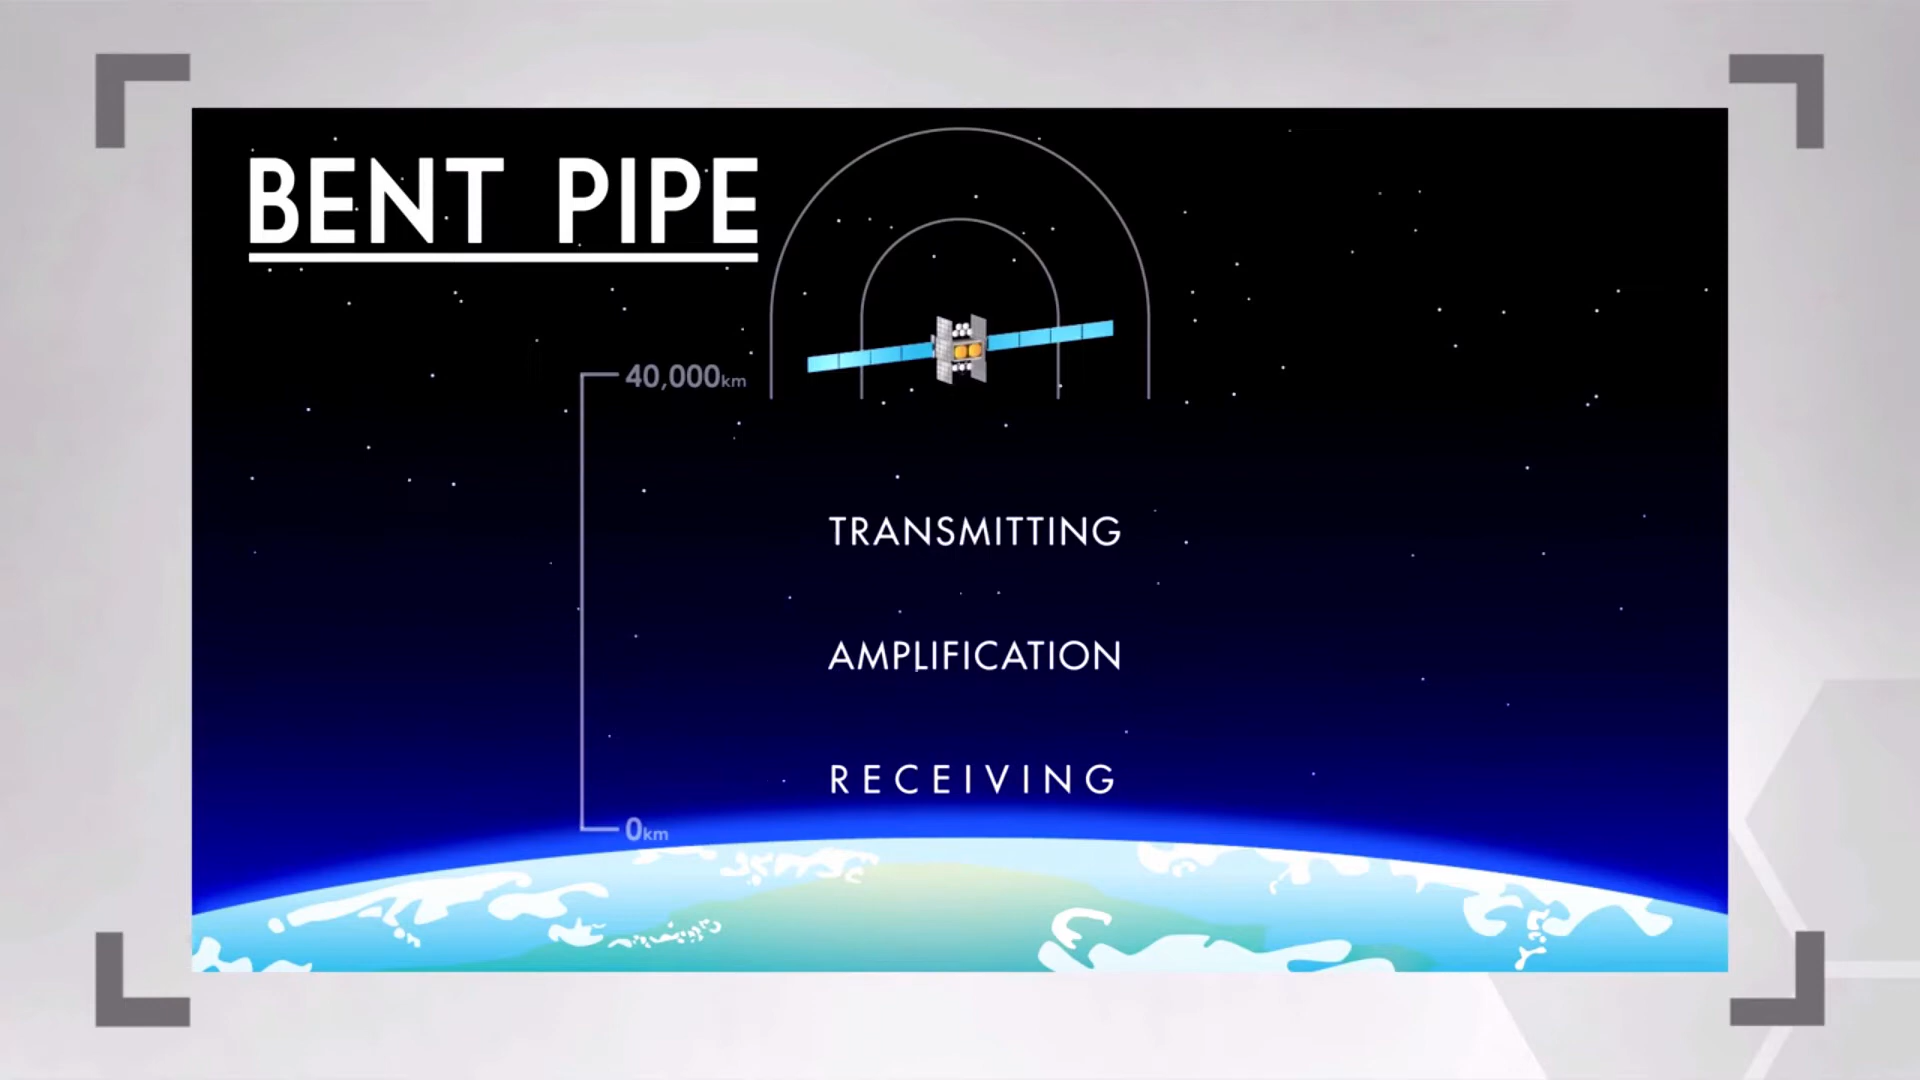 BENT PIPE
40,000km
TRANSMITTING
AMPLIFICATION
RECEIVING
0km